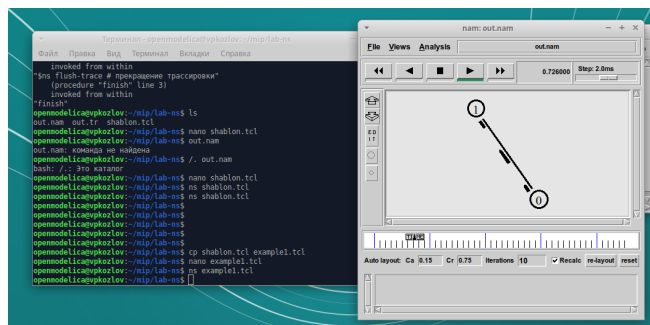 Терминал - openmodelica@vpkozlov:~/mip/lab-ns
Файл Правка Вид Терминал Вкладки Справка
invoked from within
"$ns flush-trace # прекращение трассировки"
(procedure "finish" line 3)
invoked from within
"finish"
openmodelica@vpkozlov:~/mip/lab-ns$ ls
out.nam out.tr shablon.tcl
openmodelica@vpkozlov:~/mip/lab-ns$ nano shablon.tcl
openmodelica@vpkozlov:~/mip/lab-ns$ out.nam
out.nam: команда не найдена
openmodelica@vpkozlov:~/mip/lab-ns$ /. out.nam
bash: /.: Это каталог
openmodelica@vpkozlov:~/mip/lab-ns$ nano shablon.tcl
openmodelica@vpkozlov:~/mip/lab-ns$ ns shablon.tcl
openmodelica@vpkozlov:~/mip/lab-ns$ ns shablon.tcl
openmodelica@vpkozlov:~/mip/lab-ns$
openmodelica@vpkozlov:~/mip/lab-ns$
openmodelica@vpkozlov:~/mip/lab-ns$
openmodelica@vpkozlov:~/mip/lab-ns$
openmodelica@vpkozlov:~/mip/lab-ns$
openmodelica@vpkozlov:~/mip/lab-ns$ cp shablon.tcl example1.tcl
openmodelica@vpkozlov:~/mip/lab-ns$ nano example1.tcl
openmodelica@vpkozlov:~/mip/lab-ns$ ns example1.tcl
openmodelica@vpkozlov:~/mip/lab-ns$
nam: out.nam
File Views Analysis out.nam
0.726000 Step: 2.0ms
EDIT
1
0
TIME
Auto layout: Ca 0.15 Cr 0.75 Iterations 10 Recalc re-layout reset